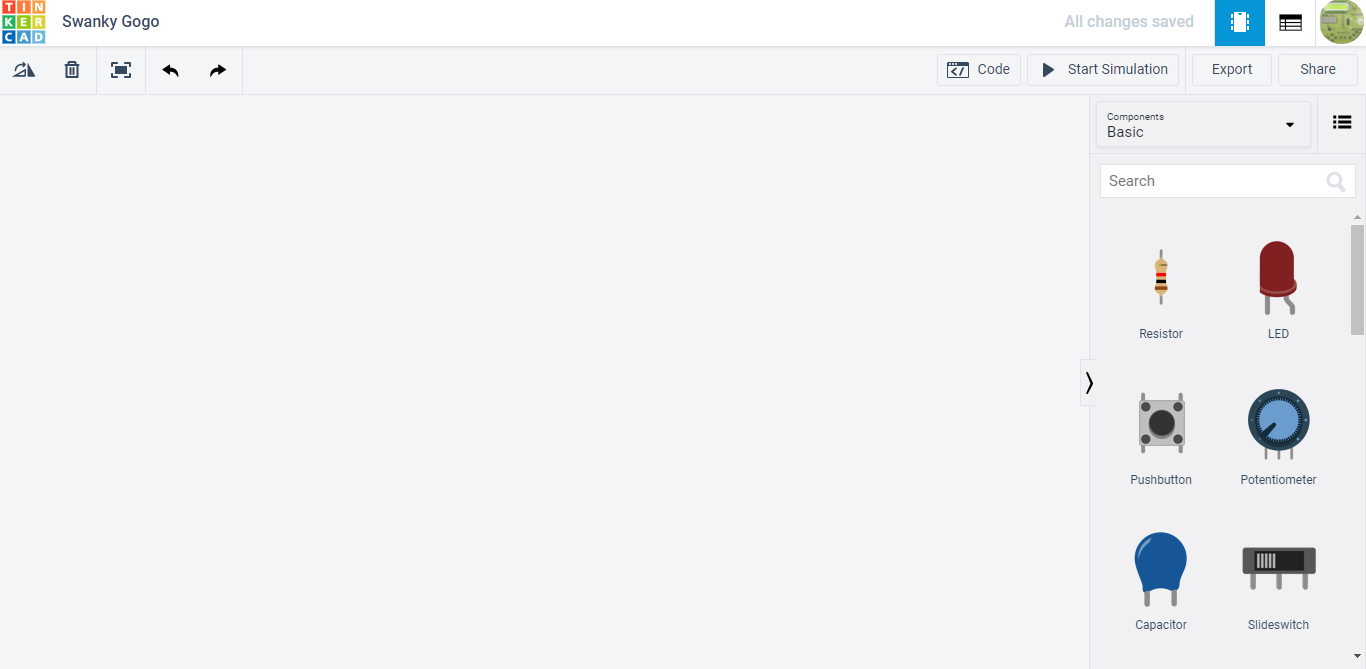 TIN
KER
CAD
Swanky Gogo
All changes saved
Code
Start Simulation
Export
Share
Components
Basic
Search
Resistor
LED
Pushbutton
Potentiometer
Capacitor
Slideswitch